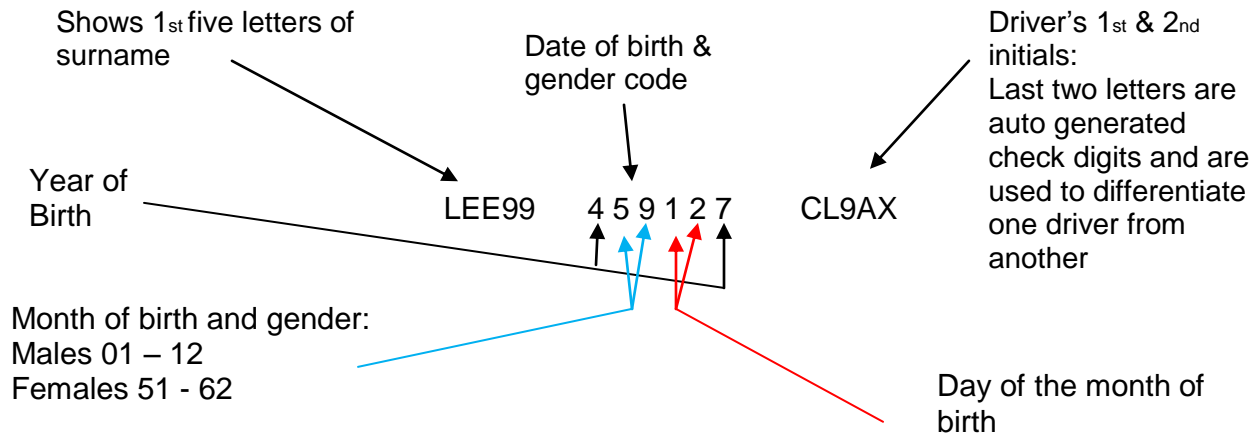 Shows 1st five letters of
surname
Date of birth &
gender code
Driver's 1st & 2nd
initials:
Last two letters are
auto generated
check digits and are
used to differentiate
one driver from
another
Year of
Birth
LEE99 4 5 9 1 2 7 CL9AX
Month of birth and gender:
Males 01 – 12
Females 51 - 62
Day of the month of
birth